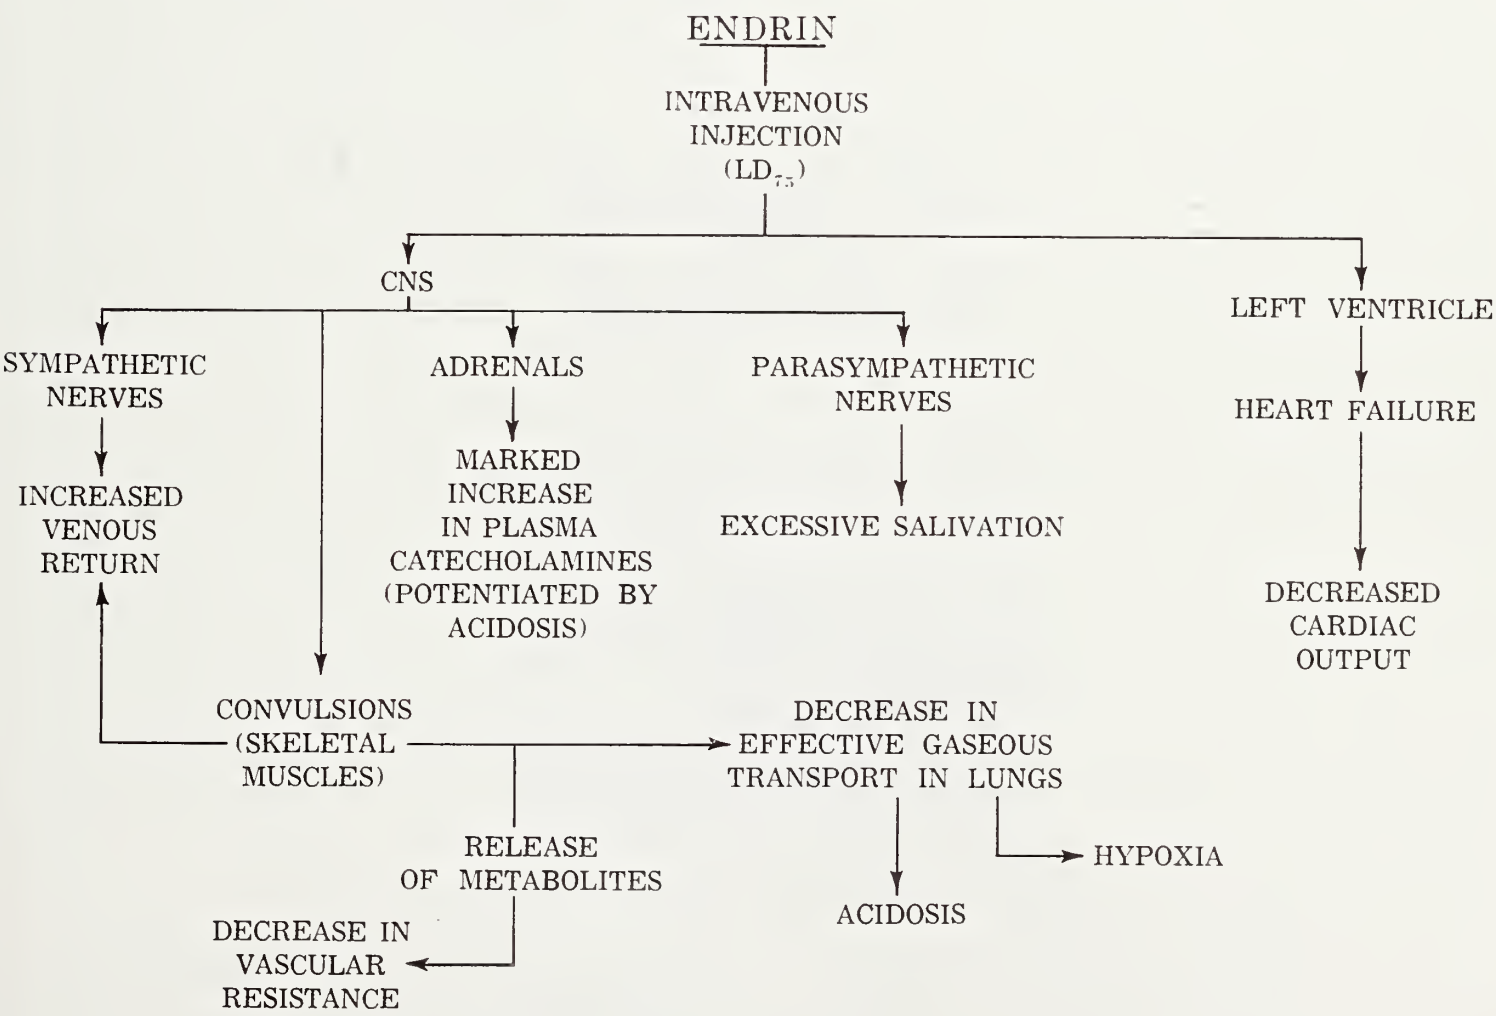 ENDRIN
INTRAVENOUS
INJECTION
(LD₇₅)
CNS
LEFT VENTRICLE
SYMPATHETIC
NERVES
ADRENALS
PARASYMPATHETIC
NERVES
HEART FAILURE
INCREASED
VENOUS
RETURN
MARKED
INCREASE
IN PLASMA
CATECHOLAMINES
(POTENTIATED BY
ACIDOSIS)
EXCESSIVE SALIVATION
DECREASED
CARDIAC
OUTPUT
CONVULSIONS
(SKELETAL
MUSCLES)
DECREASE IN
EFFECTIVE GASEOUS
TRANSPORT IN LUNGS
RELEASE
OF METABOLITES
HYPOXIA
ACIDOSIS
DECREASE IN
VASCULAR
RESISTANCE